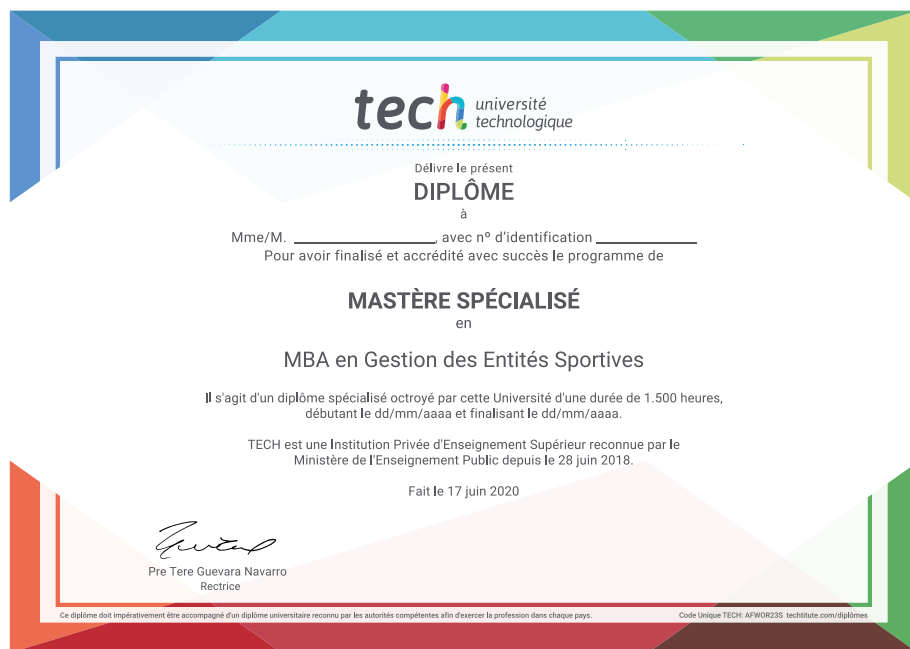 tech université
technologique
Délivre le présent
DIPLÔME
à
Mme/M. ____________________, avec nº d'identification ______________
Pour avoir finalisé et accrédité avec succès le programme de
MASTÈRE SPÉCIALISÉ
en
MBA en Gestion des Entités Sportives
Il s'agit d'un diplôme spécialisé octroyé par cette Université d'une durée de 1.500 heures,
débutant le dd/mm/aaaa et finalisant le dd/mm/aaaa.
TECH est une Institution Privée d'Enseignement Supérieur reconnue par le
Ministère de l'Enseignement Public depuis le 28 juin 2018.
Fait le 17 juin 2020
Pre Tere Guevara Navarro
Rectrice
Ce diplôme doit impérativement être accompagné d'un diplôme universitaire reconnu par les autorités compétentes afin d'exercer la profession dans chaque pays.
Code Unique TECH: AFWOR23S techtitute.com/diplômes